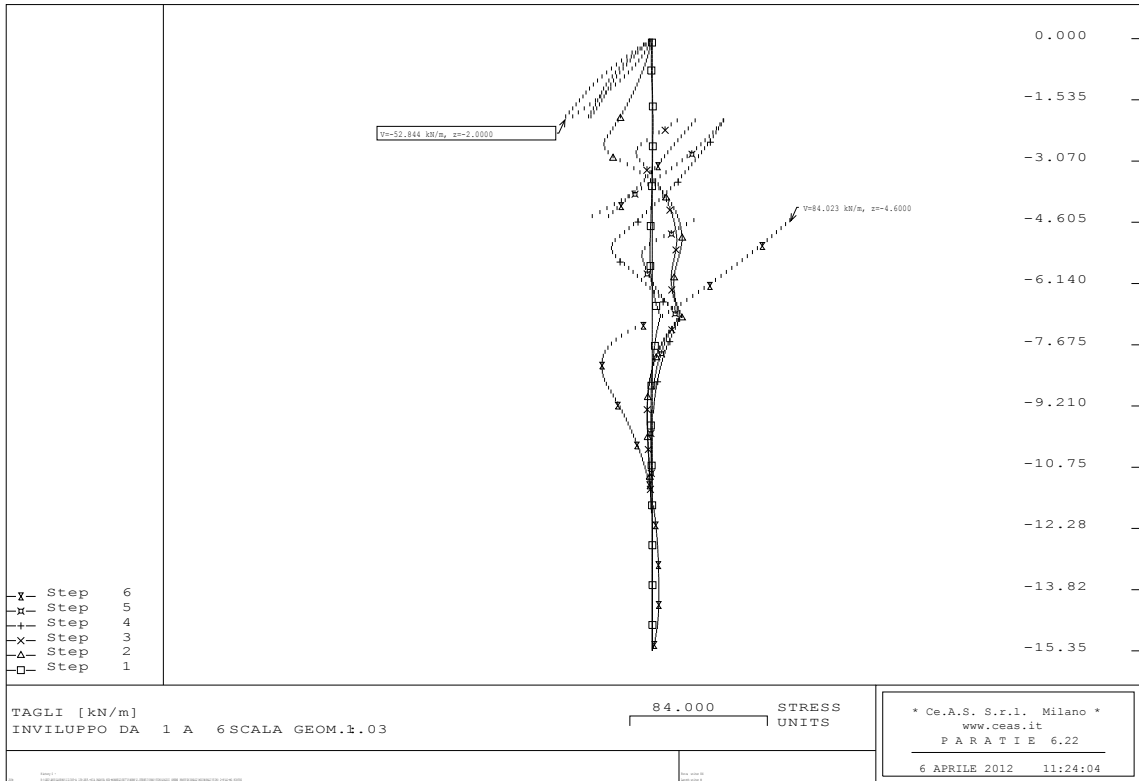 0.000
-1.535
V=-52.844 kN/m, z=-2.0000
-3.070
V=84.023 kN/m, z=-4.6000
-4.605
-6.140
-7.675
-9.210
-10.75
-12.28
-13.82
-15.35
Step 6
Step 5
Step 4
Step 3
Step 2
Step 1
TAGLI [kN/m]
INVILUPPO DA 1 A 6 SCALA GEOM.
84.000 STRESS
UNITS
* Ce.A.S. S.r.l. Milano *
www.ceas.it
P A R A T I E 6.22
6 APRILE 2012 11:24:04